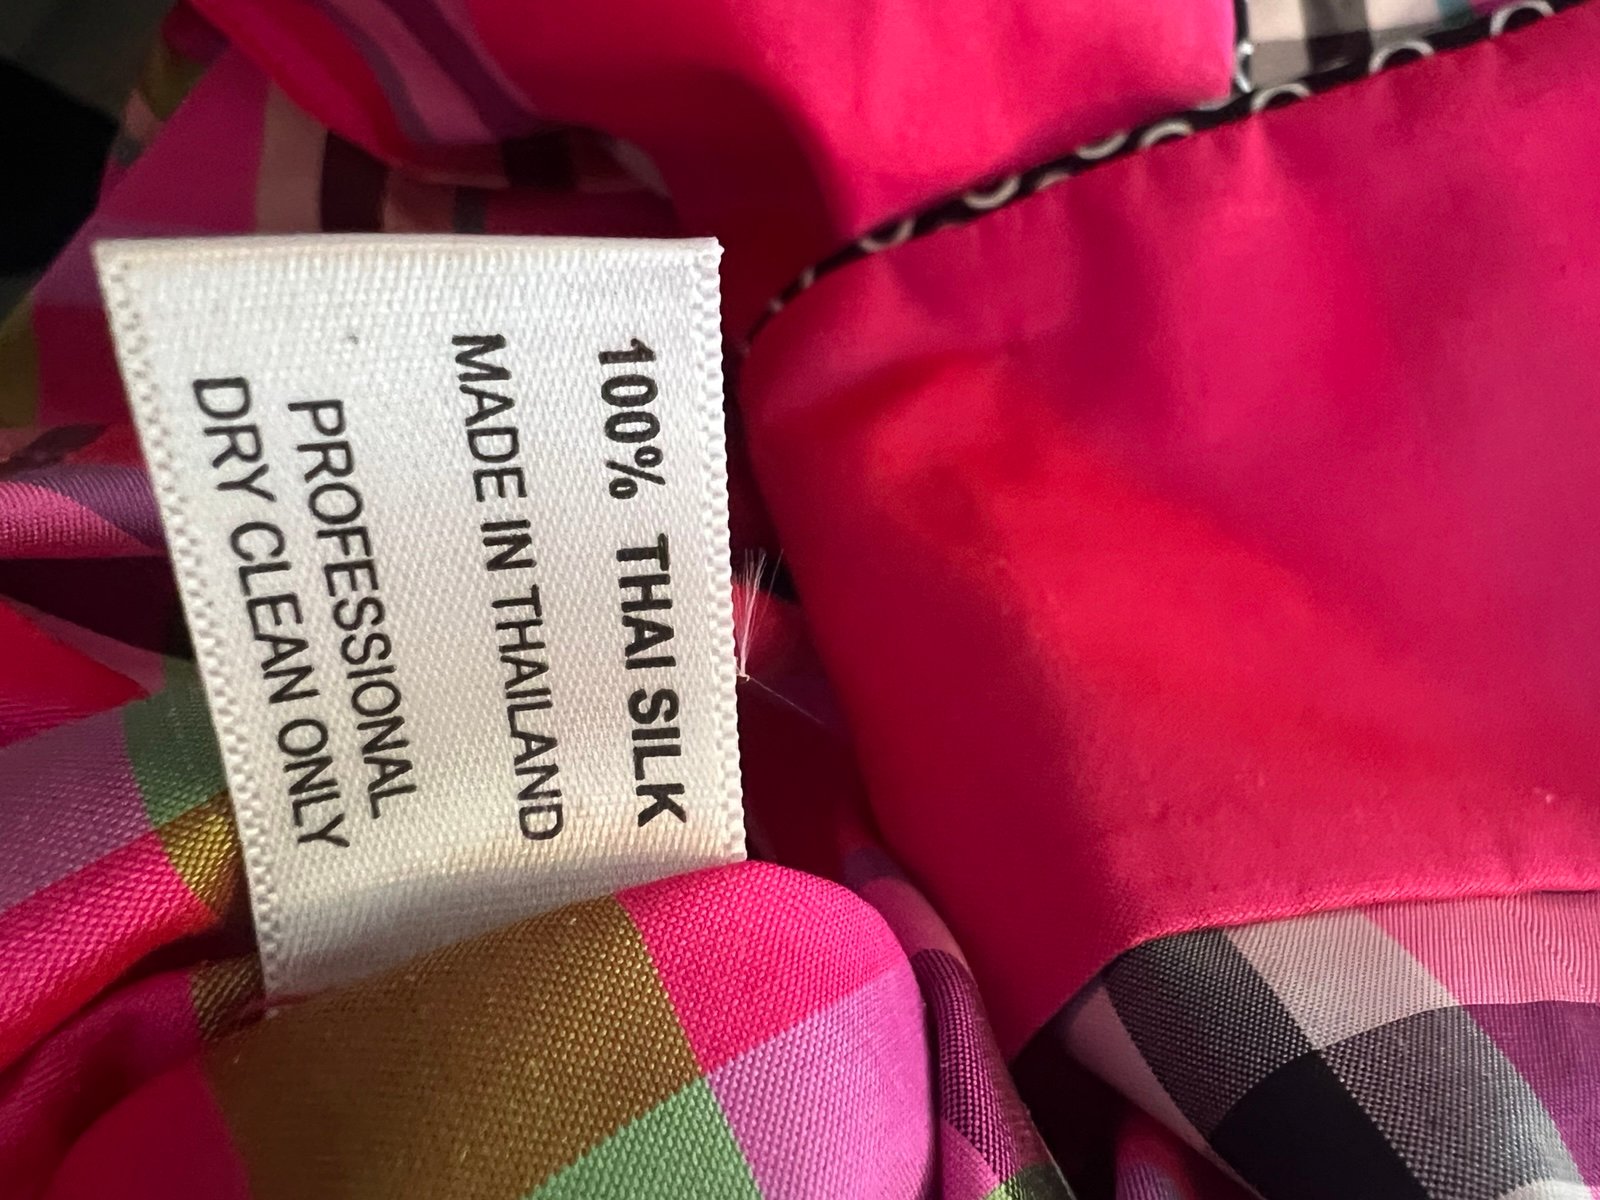 100% THAI SILK
MADE IN THAILAND
PROFESSIONAL
DRY CLEAN ONLY